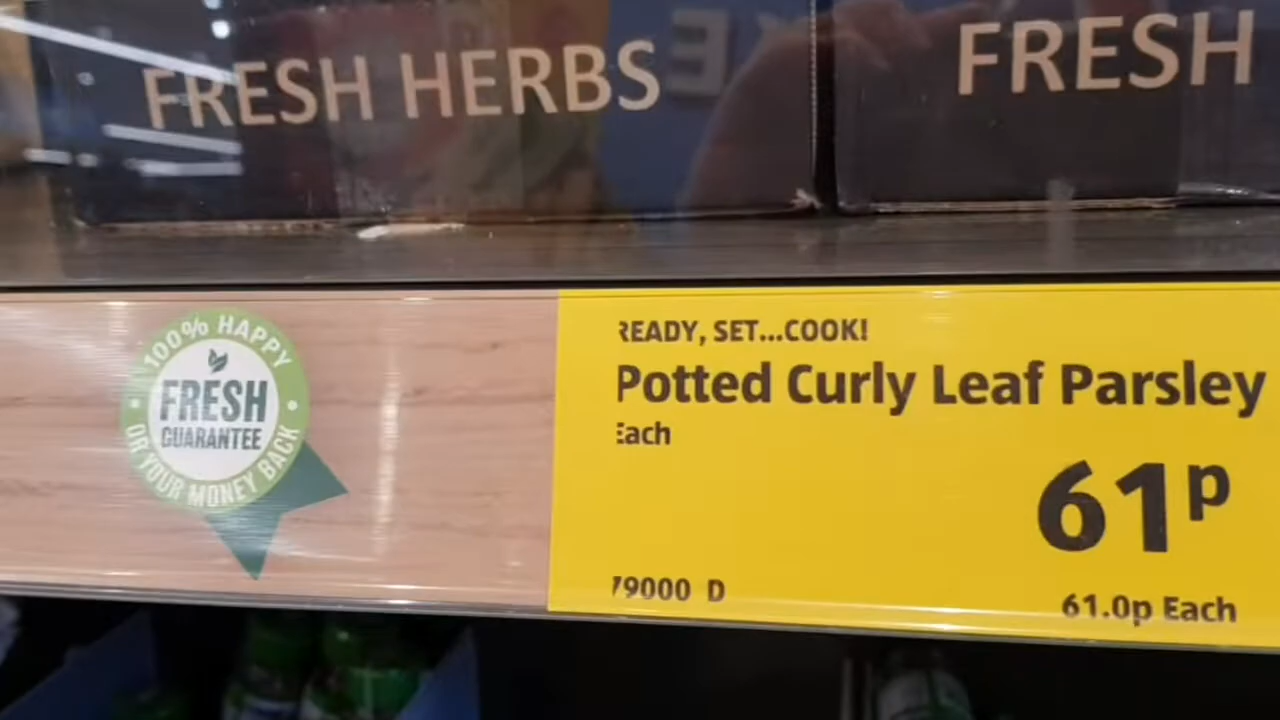 FRESH HERBS
FRESH
100% HAPPY
FRESH
GUARANTEE
OR YOUR MONEY BACK
READY, SET...COOK!
Potted Curly Leaf Parsley
Each
61p
79000 D
61.0p Each